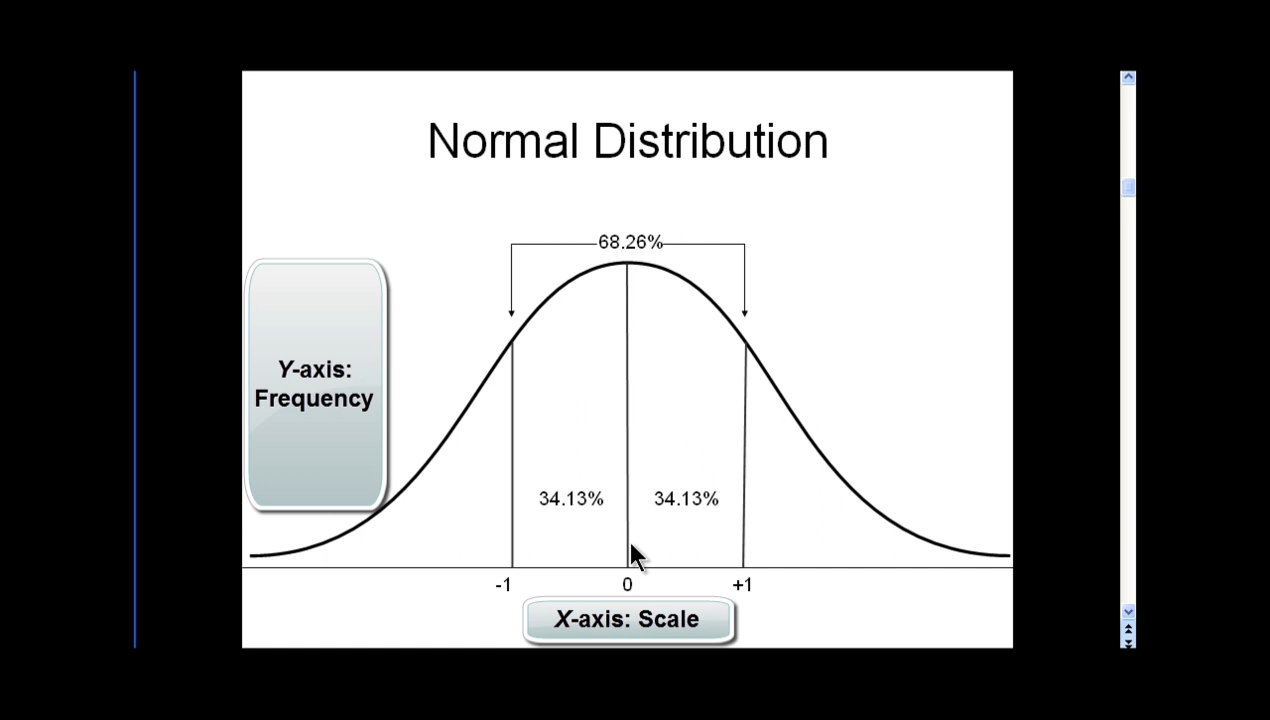 Normal Distribution
68.26%
Y-axis:
Frequency
34.13% 34.13%
-1 0 +1
X-axis: Scale